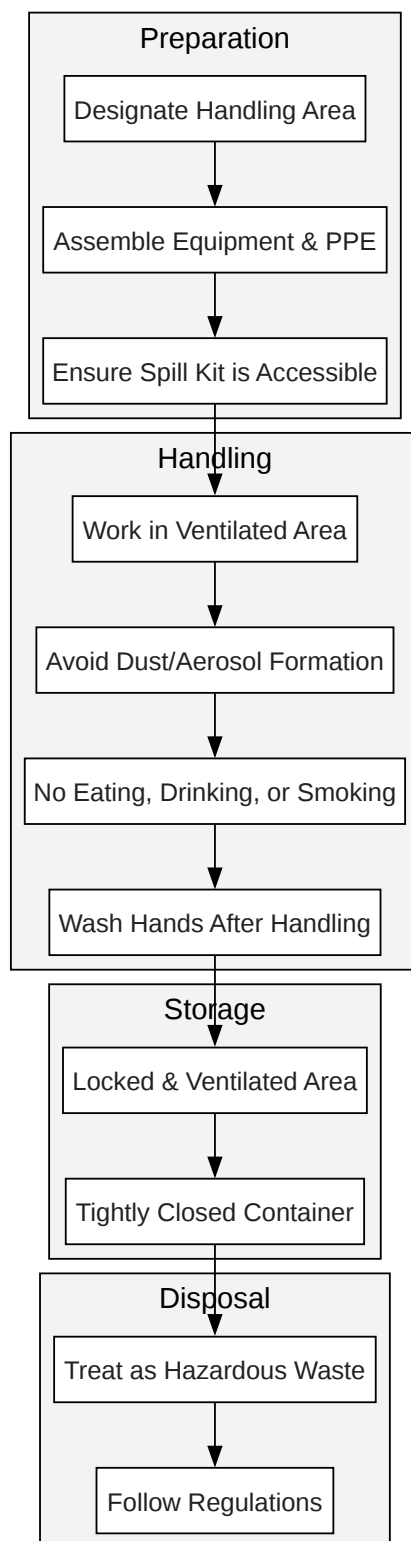 Preparation
Designate Handling Area
Assemble Equipment & PPE
Ensure Spill Kit is Accessible
Handling
Work in Ventilated Area
Avoid Dust/Aerosol Formation
No Eating, Drinking, or Smoking
Wash Hands After Handling
Storage
Locked & Ventilated Area
Tightly Closed Container
Disposal
Treat as Hazardous Waste
Follow Regulations